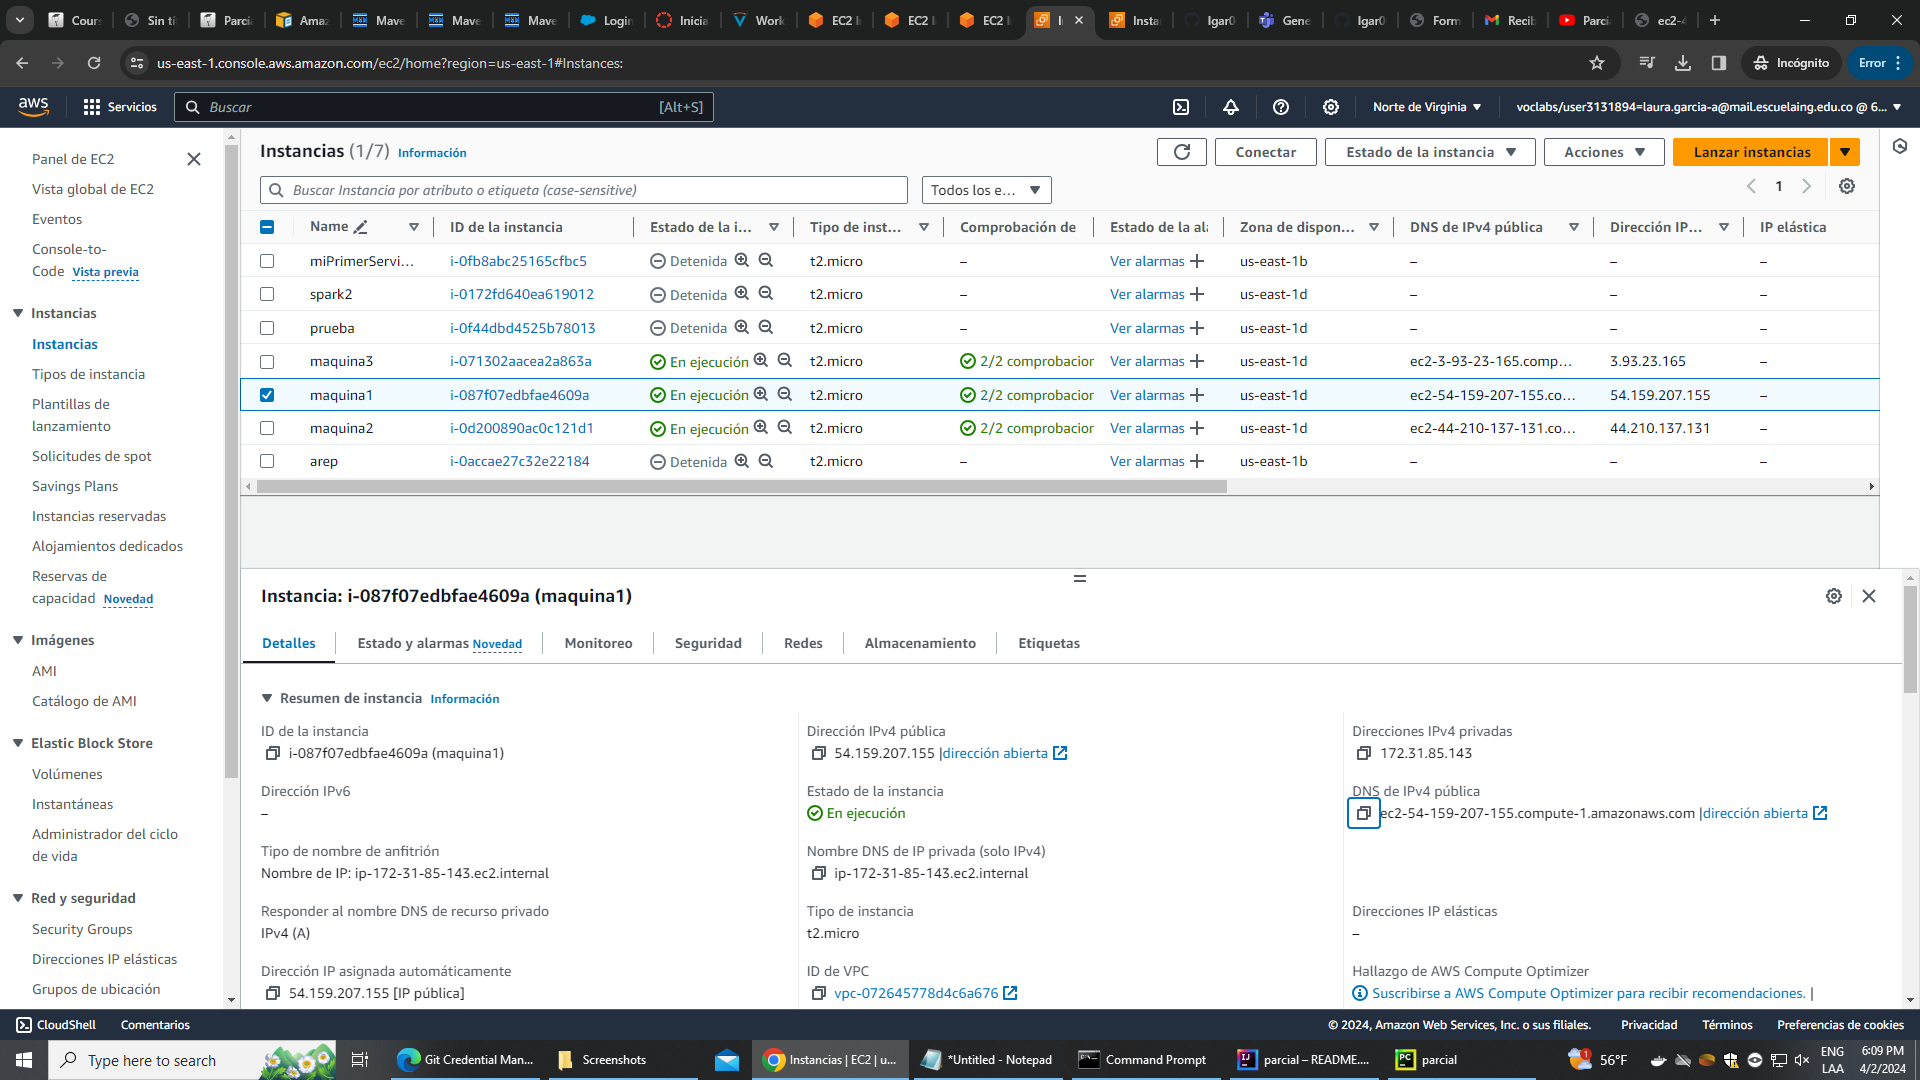 Cours
Sin tí
Parcia
Ama
Mave
Mave
Mave
Login
Inicia
Work
EC2 I
EC2 I
EC2 I
Insta
Igar0
Gene
Igar0
Form
Recib
Parci
ec2-4
us-east-1.console.aws.amazon.com/ec2/home?region=us-east-1#Instances:
Incógnito
Error
aws
Servicios
Buscar
[Alt+S]
Norte de Virginia
voclabs/user3131894=laura.garcia-a@mail.escuelaing.edu.co @ 6...
Panel de EC2
Vista global de EC2
Eventos
Console-to-
Code Vista previa
Instancias
Instancias
Tipos de instancia
Plantillas de
lanzamiento
Solicitudes de spot
Savings Plans
Instancias reservadas
Alojamientos dedicados
Reservas de
capacidad Novedad
Imágenes
AMI
Catálogo de AMI
Elastic Block Store
Volúmenes
Instantáneas
Administrador del ciclo
de vida
Red y seguridad
Security Groups
Direcciones IP elásticas
Grupos de ubicación
Instancias (1/7) Información
Conectar
Estado de la instancia
Acciones
Lanzar instancias
Buscar Instancia por atributo o etiqueta (case-sensitive)
Todos los e...
1
Name ID de la instancia Estado de la i... Tipo de inst... Comprobación de Estado de la al Zona de dispon... DNS de IPv4 pública Dirección IP... IP elástica
miPrimerServi... i-0fb8abc25165cfbc5 Detenida t2.micro – Ver alarmas us-east-1b – – –
spark2 i-0172fd640ea619012 Detenida t2.micro – Ver alarmas us-east-1d – – –
prueba i-0f44dbd4525b78013 Detenida t2.micro – Ver alarmas us-east-1d – – –
maquina3 i-071302aacea2a863a En ejecución t2.micro 2/2 comprobacior Ver alarmas us-east-1d ec2-3-93-23-165.comp... 3.93.23.165 –
maquina1 i-087f07edbfae4609a En ejecución t2.micro 2/2 comprobacior Ver alarmas us-east-1d ec2-54-159-207-155.co... 54.159.207.155 –
maquina2 i-0d200890ac0c121d1 En ejecución t2.micro 2/2 comprobacior Ver alarmas us-east-1d ec2-44-210-137-131.co... 44.210.137.131 –
arep i-0accae27c32e22184 Detenida t2.micro – Ver alarmas us-east-1b – – –
Instancia: i-087f07edbfae4609a (maquina1)
Detalles
Estado y alarmas Novedad
Monitoreo
Seguridad
Redes
Almacenamiento
Etiquetas
Resumen de instancia Información
ID de la instancia
i-087f07edbfae4609a (maquina1)
Dirección IPv4 pública
54.159.207.155 |dirección abierta
Direcciones IPv4 privadas
172.31.85.143
Dirección IPv6
–
Estado de la instancia
En ejecución
DNS de IPv4 pública
ec2-54-159-207-155.compute-1.amazonaws.com |dirección abierta
Tipo de nombre de anfitrión
Nombre de IP: ip-172-31-85-143.ec2.internal
Nombre DNS de IP privada (solo IPv4)
ip-172-31-85-143.ec2.internal
Responder al nombre DNS de recurso privado
IPv4 (A)
Tipo de instancia
t2.micro
Direcciones IP elásticas
–
Dirección IP asignada automáticamente
54.159.207.155 [IP pública]
ID de VPC
vpc-072645778d4c6a676
Hallazgo de AWS Compute Optimizer
Suscribirse a AWS Compute Optimizer para recibir recomendaciones. |
CloudShell
Comentarios
© 2024, Amazon Web Services, Inc. o sus filiales.
Privacidad
Términos
Preferencias de cookies
Type here to search
Git Credential Man...
Screenshots
Instancias | EC2 | u...
*Untitled - Notepad
Command Prompt
parcial – README....
parcial
56°F
ENG
LAA
6:09 PM
4/2/2024